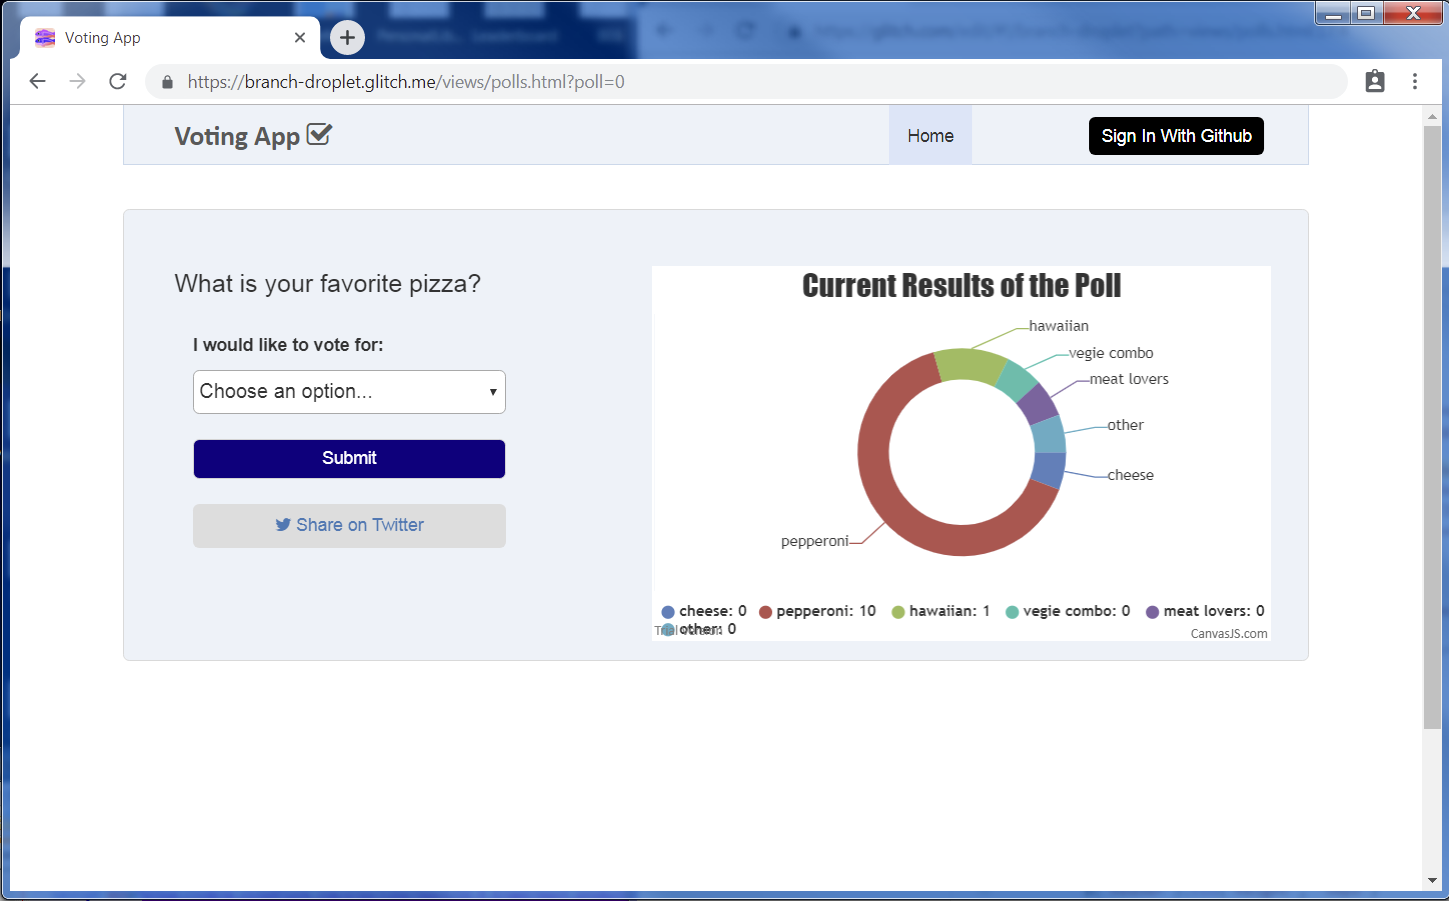 Voting App
https://branch-droplet.glitch.me/views/polls.html?poll=0
Voting App
Home
Sign In With Github
What is your favorite pizza?
I would like to vote for:
Choose an option...
Submit
Share on Twitter
Current Results of the Poll
hawaiian
vegie combo
meat lovers
other
cheese
pepperoni
cheese: 0 pepperoni: 10 hawaiian: 1 vegie combo: 0 meat lovers: 0
other: 0
Trial Version
CanvasJS.com